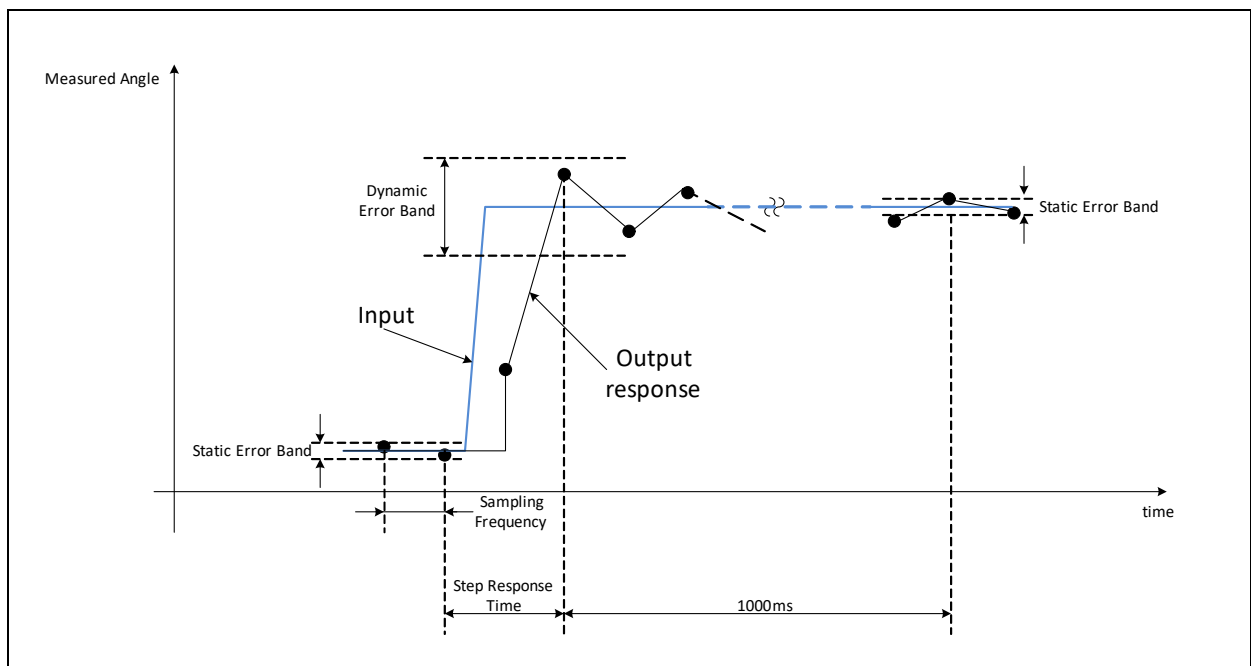 Measured Angle
Dynamic
Error Band
Static Error Band
Input
Output
response
Static Error Band
Sampling
Frequency
time
Step Response
Time
1000ms